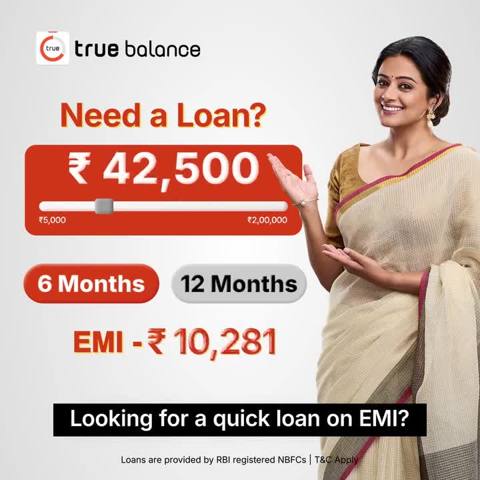 true
true balance
Need a Loan?
₹ 42,500
₹5,000 ₹2,00,000
6 Months 12 Months
EMI - ₹ 10,281
Looking for a quick loan on EMI?
Loans are provided by RBI registered NBFCs | T&C Apply